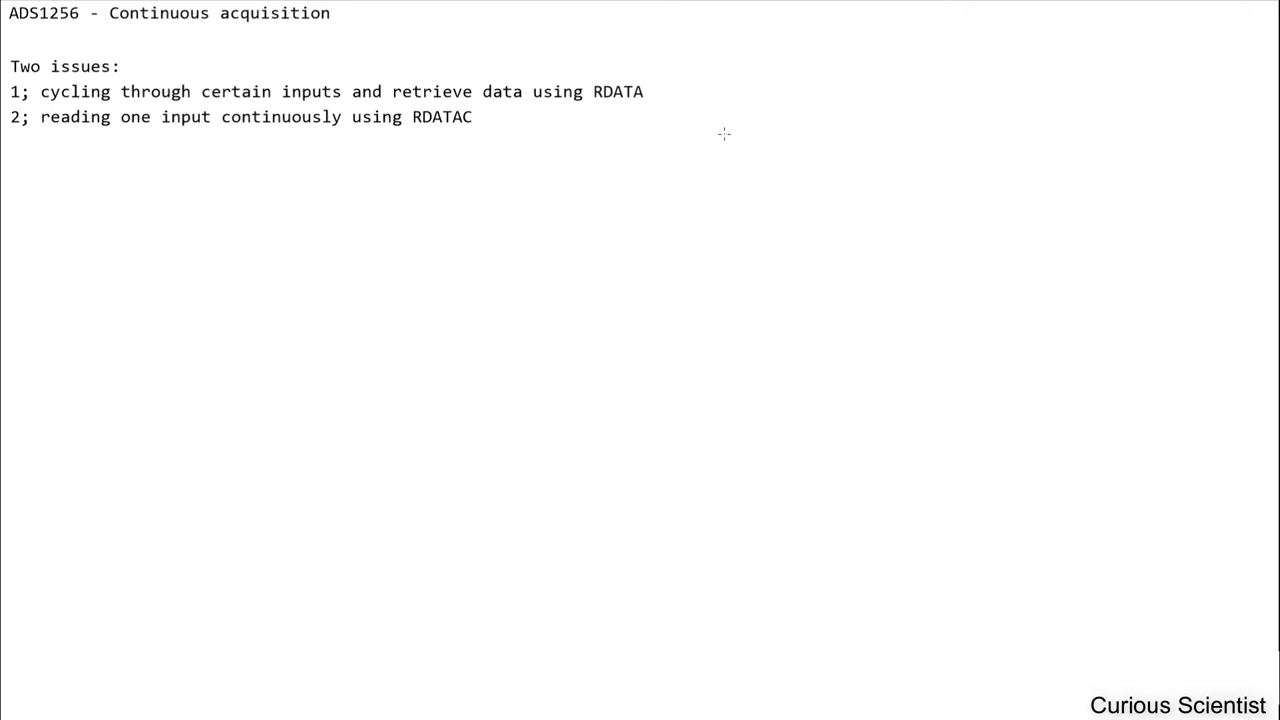 ADS1256 - Continuous acquisition
Two issues:
1; cycling through certain inputs and retrieve data using RDATA
2; reading one input continuously using RDATAC
Curious Scientist